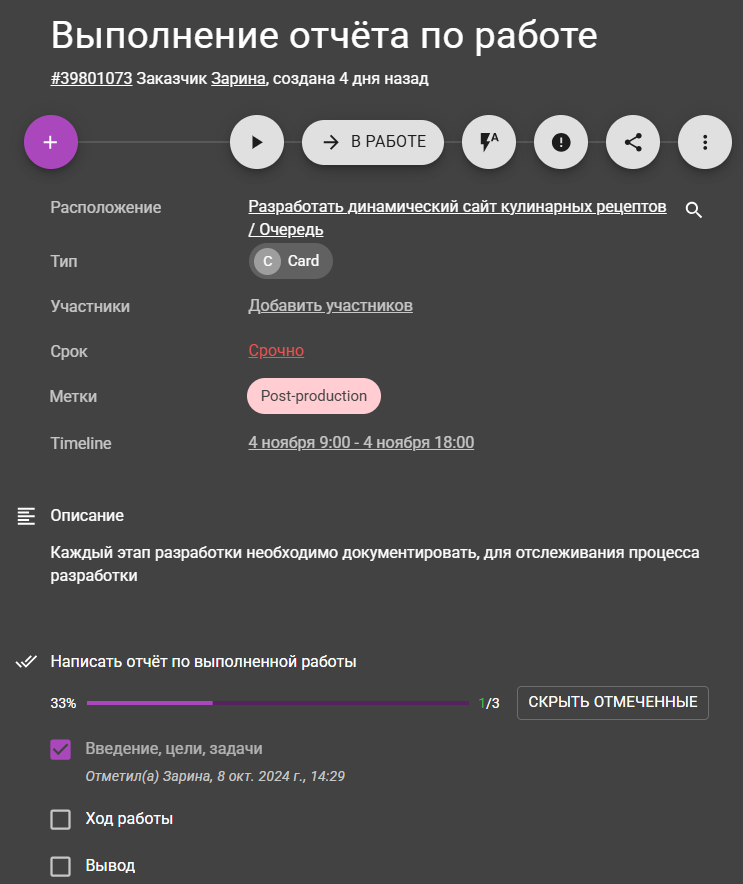 Выполнение отчёта по работе
#39801073 Заказчик Зарина, создана 4 дня назад
В РАБОТЕ
A
Расположение
Разработать динамический сайт кулинарных рецептов
/ Очередь
Тип
C Card
Участники
Добавить участников
Срок
Срочно
Метки
Post-production
Timeline
4 ноября 9:00 - 4 ноября 18:00
Описание
Каждый этап разработки необходимо документировать, для отслеживания процесса
разработки
Написать отчёт по выполненной работы
33%
1/3
СКРЫТЬ ОТМЕЧЕННЫЕ
Введение, цели, задачи
Отметил(а) Зарина, 8 окт. 2024 г., 14:29
Ход работы
Вывод